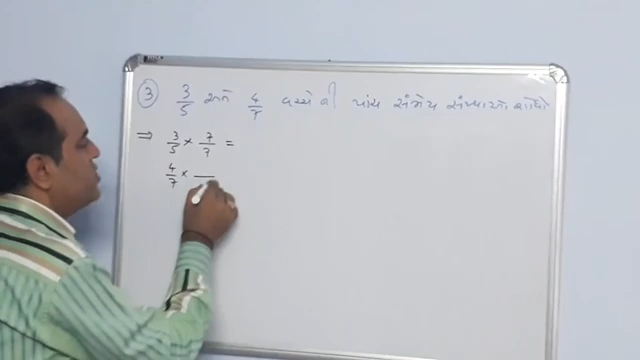 ③ 3/5 અને 4/7 વચ્ચેની પાંચ સંમેય સંખ્યાઓ શોધો
⇒ 3/5 × 7/7 =
4/7 × —